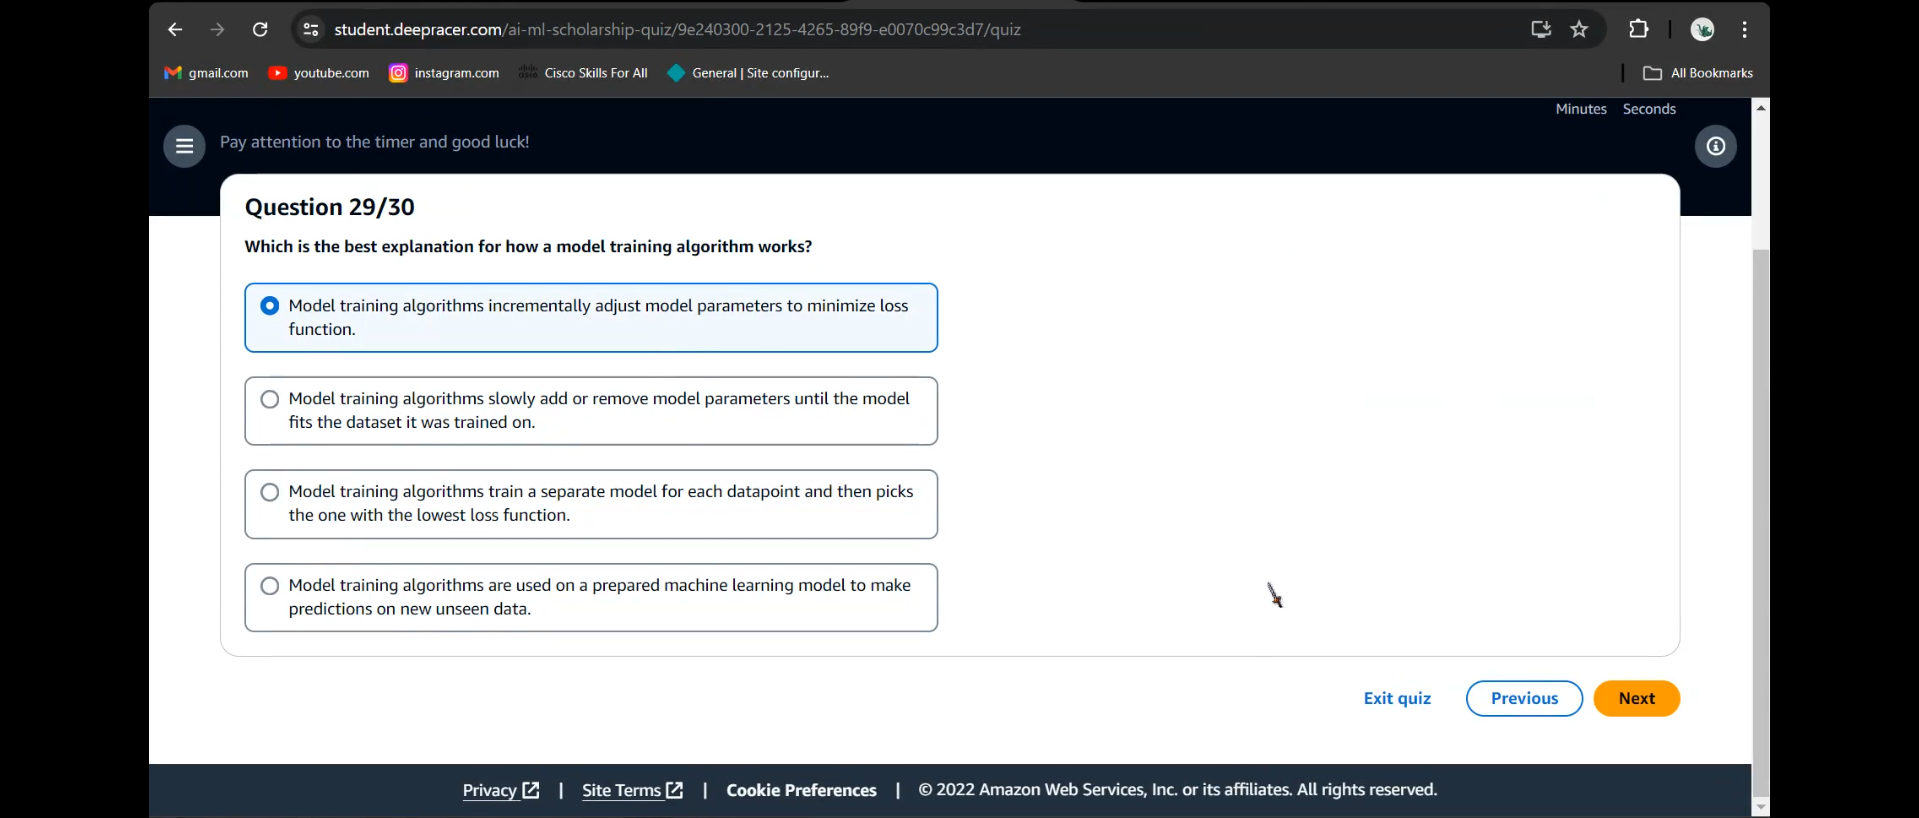 student.deepracer.com/ai-ml-scholarship-quiz/9e240300-2125-4265-89f9-e0070c99c3d7/quiz
gmail.com youtube.com instagram.com Cisco Skills For All General | Site configur... All Bookmarks
Minutes Seconds
Pay attention to the timer and good luck!
Question 29/30
Which is the best explanation for how a model training algorithm works?
Model training algorithms incrementally adjust model parameters to minimize loss
function.
Model training algorithms slowly add or remove model parameters until the model
fits the dataset it was trained on.
Model training algorithms train a separate model for each datapoint and then picks
the one with the lowest loss function.
Model training algorithms are used on a prepared machine learning model to make
predictions on new unseen data.
Exit quiz Previous Next
Privacy | Site Terms | Cookie Preferences | © 2022 Amazon Web Services, Inc. or its affiliates. All rights reserved.